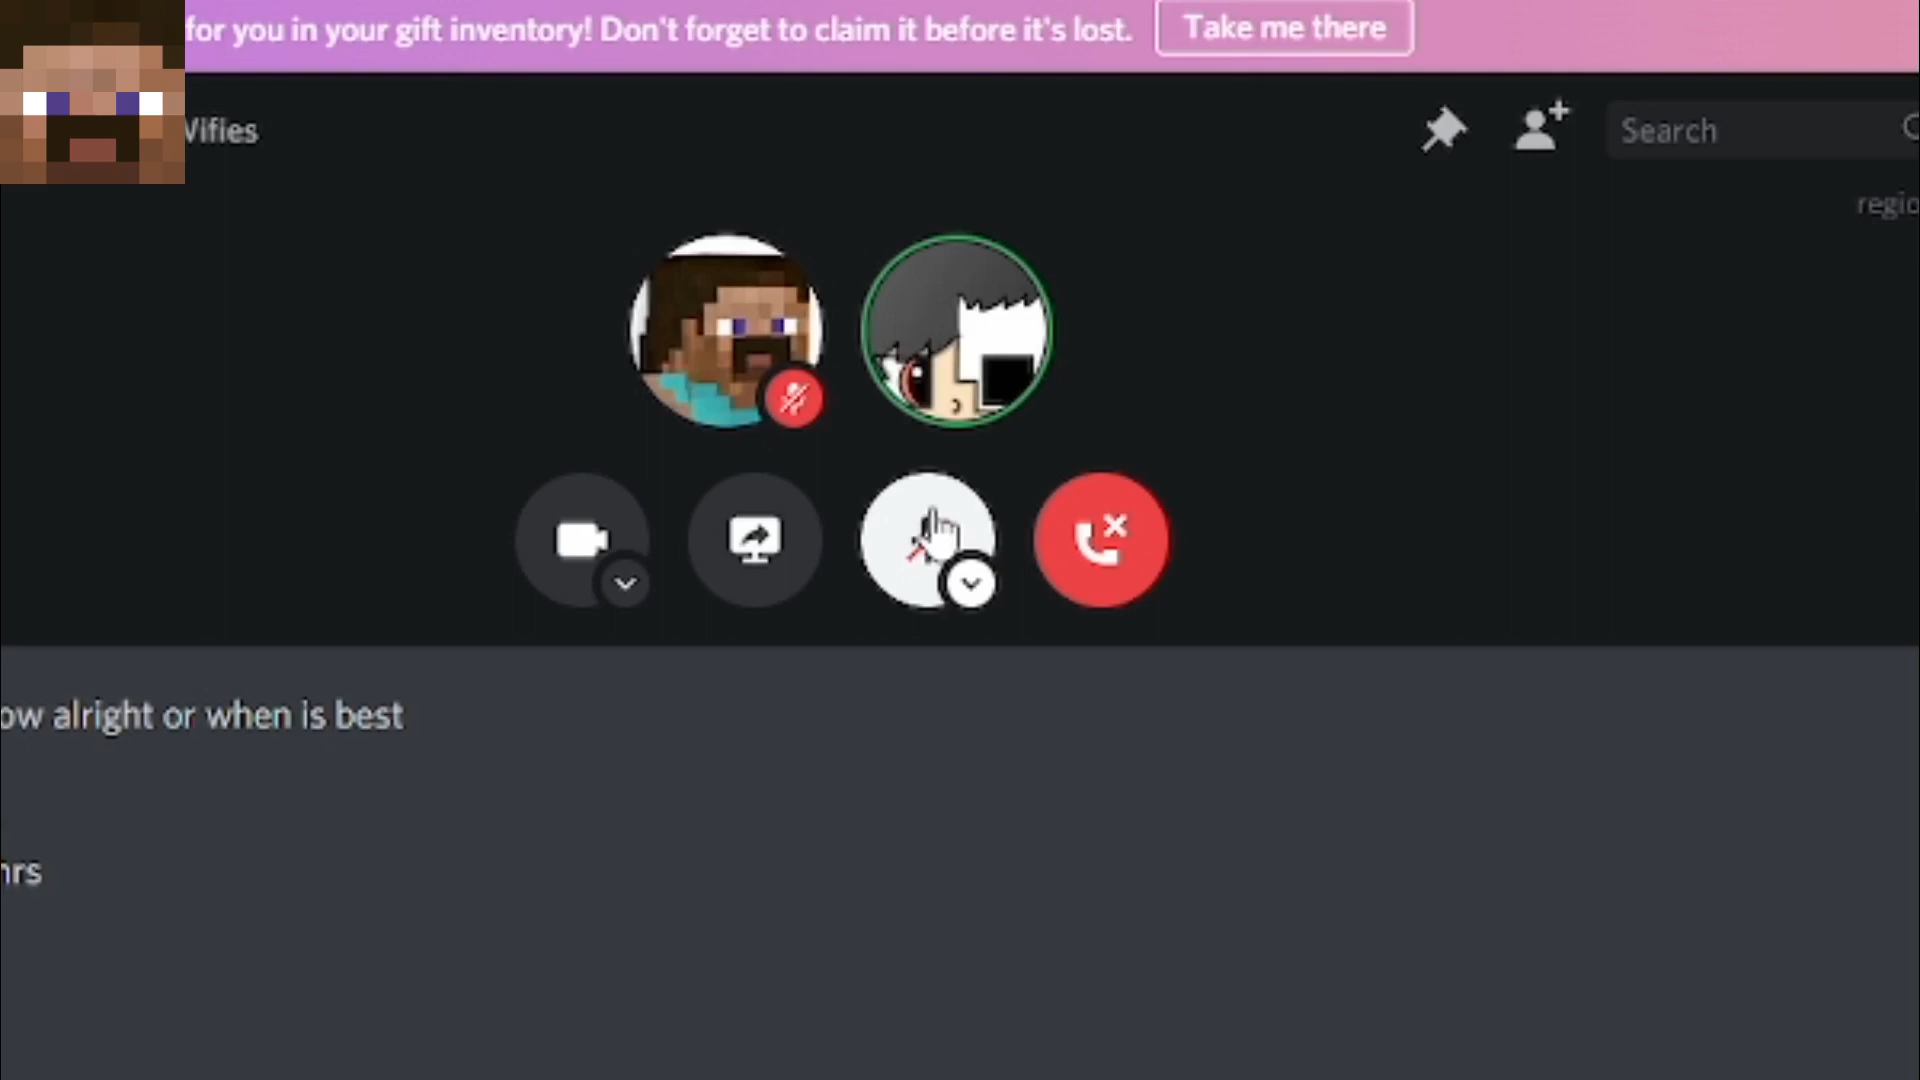 for you in your gift inventory! Don't forget to claim it before it's lost.
Take me there
Wifies
Search
regio
ow alright or when is best
hrs